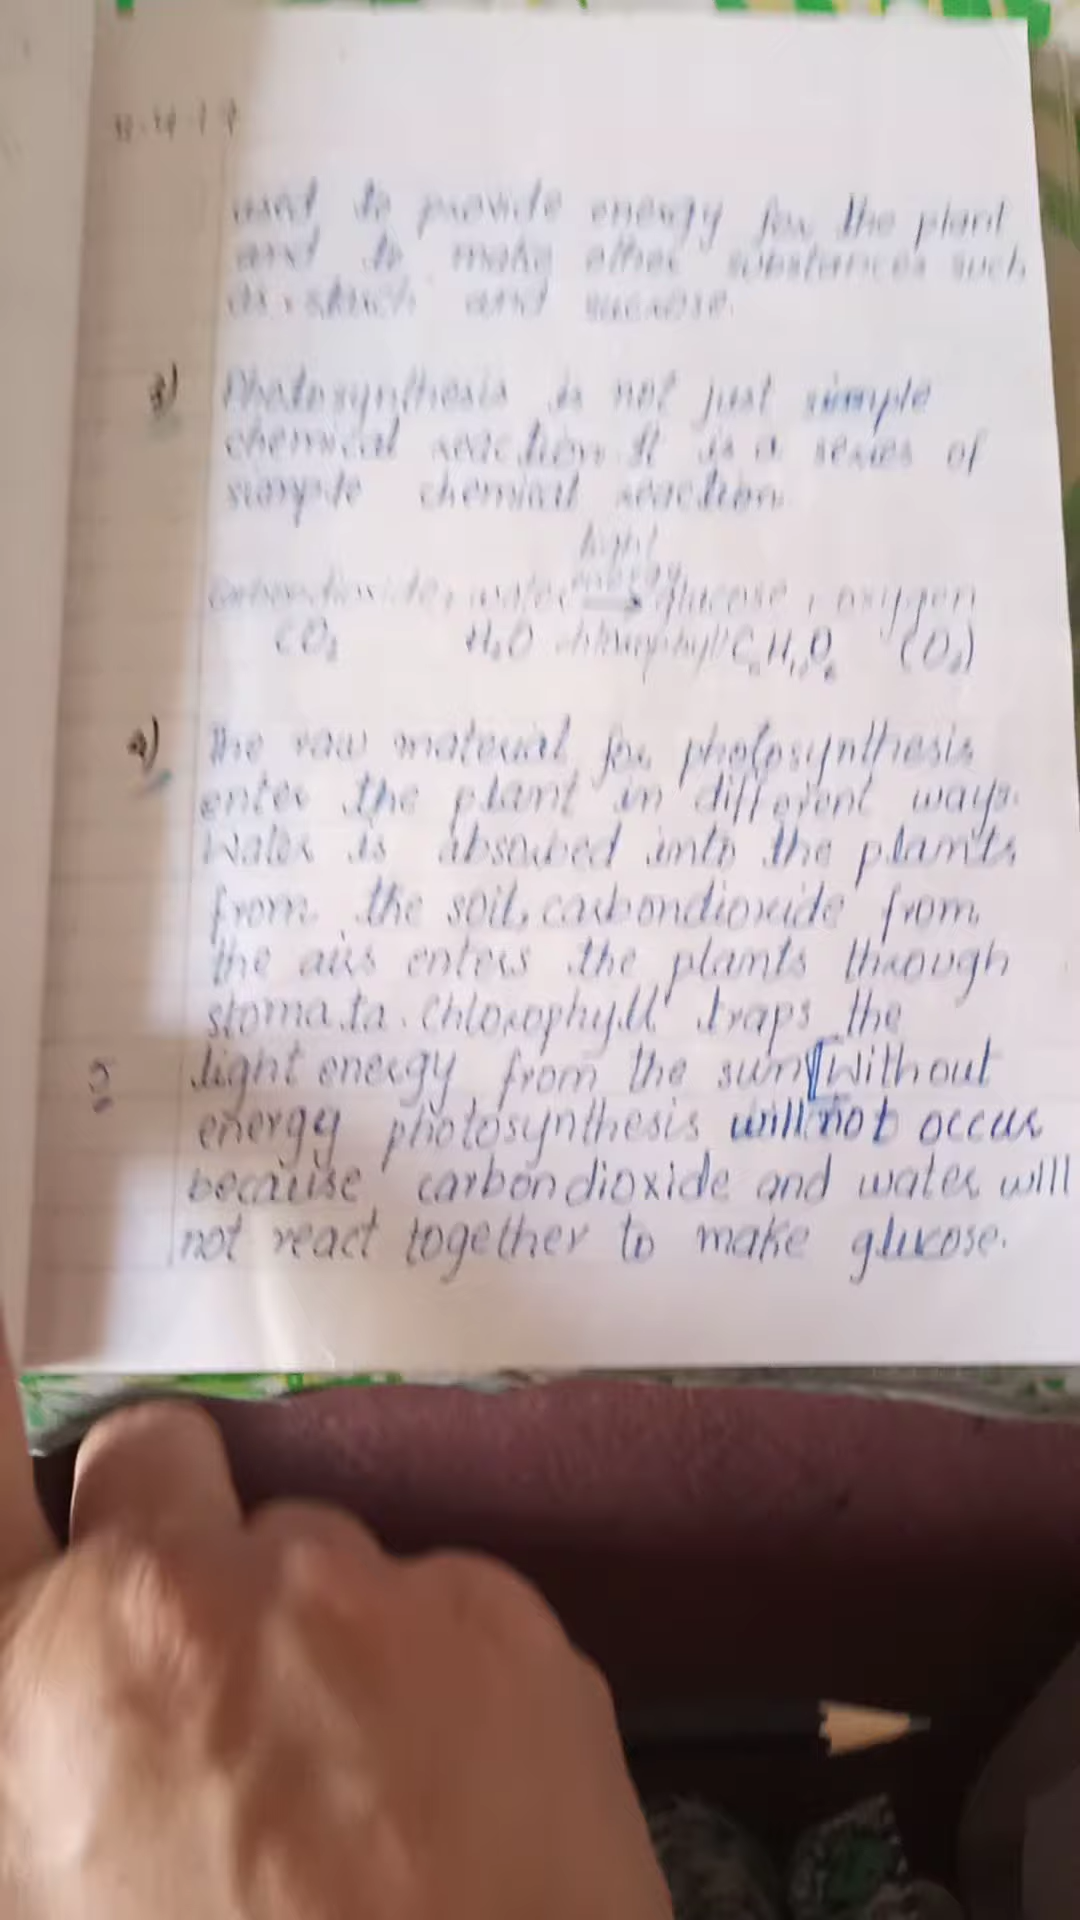 used to provide energy for the plant
and to make other substances such
as starch and sucrose.
3) Photosynthesis is not just simple
chemical reaction. It is a series of
simple chemical reaction
light
energy
carbondioxide + water → glucose + oxygen
CO₂ H₂O chlorophyll C₆H₁₂O₆ (O₂)
4) The raw material for photosynthesis
enter the plant in different ways.
Water is absorbed into the plants
from the soil, carbondioxide from
the air enters the plants through
stomata. Chlorophyll traps the
5 light energy from the sun Without
energy photosynthesis will not occur
because carbondioxide and water will
not react together to make glucose.